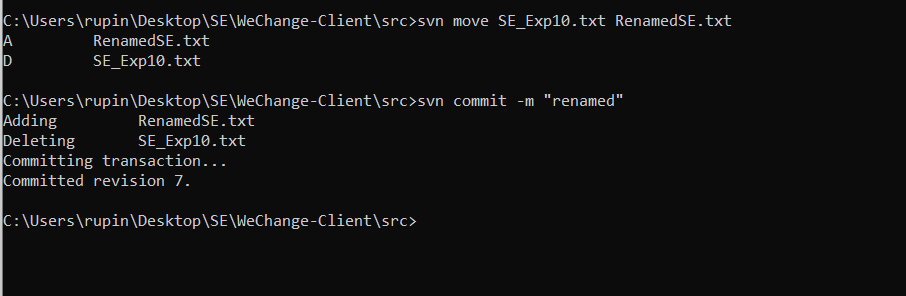 C:\Users\rupin\Desktop\SE\WeChange-Client\src>svn move SE_Exp10.txt RenamedSE.txt
A         RenamedSE.txt
D         SE_Exp10.txt
C:\Users\rupin\Desktop\SE\WeChange-Client\src>svn commit -m "renamed"
Adding         RenamedSE.txt
Deleting       SE_Exp10.txt
Committing transaction...
Committed revision 7.
C:\Users\rupin\Desktop\SE\WeChange-Client\src>